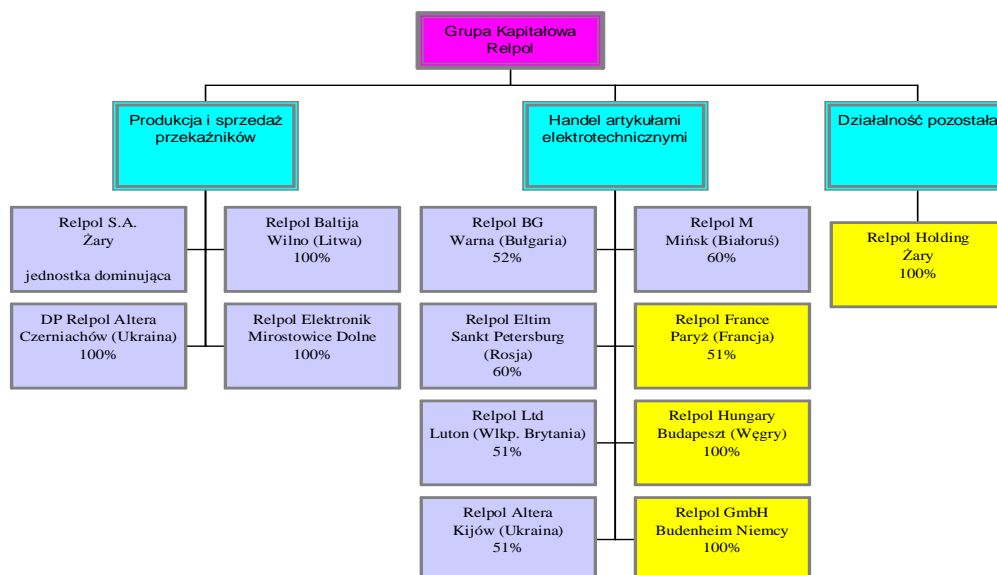 Grupa Kapitałowa
Relpol
Produkcja i sprzedaż
przekaźników
Handel artykułami
elektrotechnicznymi
Działalność pozostała
Relpol S.A.
Żary
jednostka dominująca
Relpol Baltija
Wilno (Litwa)
100%
DP Relpol Altera
Czerniachów (Ukraina)
100%
Relpol Elektronik
Mirostowice Dolne
100%
Relpol BG
Warna (Bułgaria)
52%
Relpol M
Mińsk (Białoruś)
60%
Relpol Eltim
Sankt Petersburg
(Rosja)
60%
Relpol France
Paryż (Francja)
51%
Relpol Ltd
Luton (Wlkp. Brytania)
51%
Relpol Hungary
Budapeszt (Węgry)
100%
Relpol Altera
Kijów (Ukraina)
51%
Relpol GmbH
Budenheim Niemcy
100%
Relpol Holding
Żary
100%